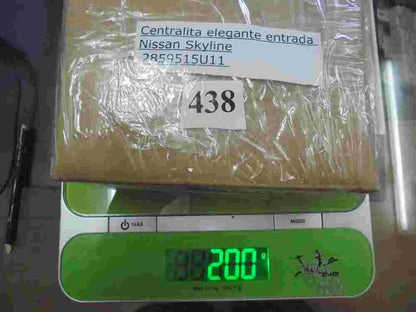 Centralita elegante entrada
Nissan Skyline
2859515U11
438
TARA
MODO
200